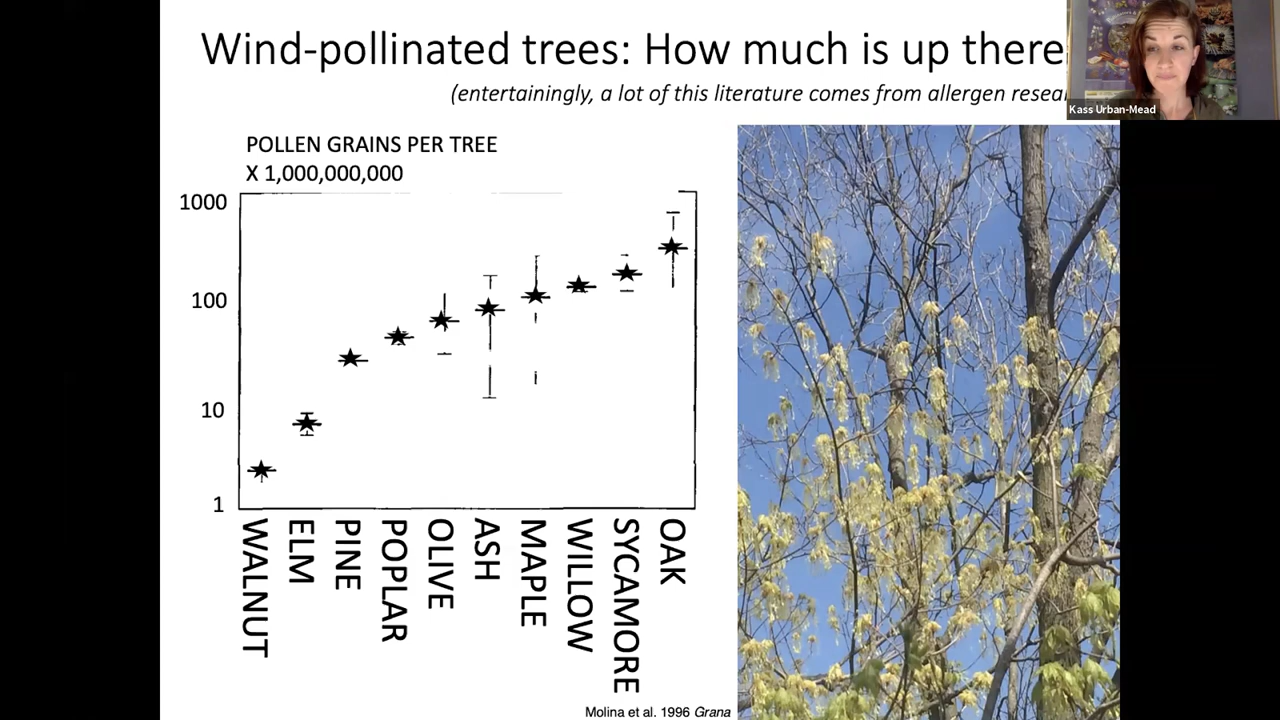 Wind-pollinated trees: How much is up there
(entertainingly, a lot of this literature comes from allergen resear
Kass Urban-Mead
POLLEN GRAINS PER TREE
X 1,000,000,000
1000
100
10
1
WALNUT
ELM
PINE
POPLAR
OLIVE
ASH
MAPLE
WILLOW
SYCAMORE
OAK
Molina et al. 1996 Grana